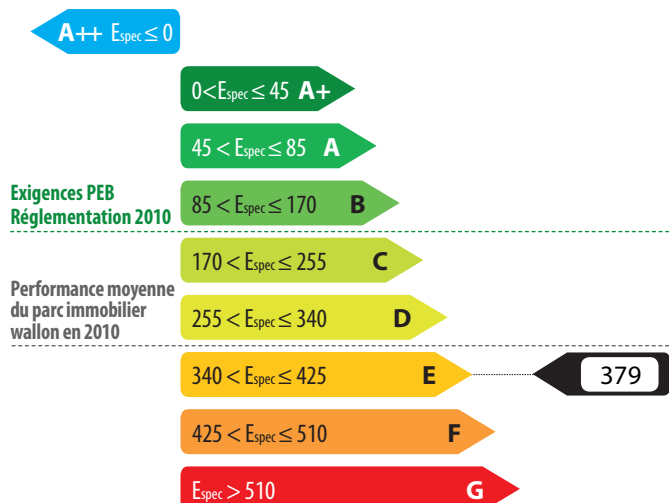 A++ Espec ≤ 0
0<Espec ≤ 45 A+
45 < Espec ≤ 85 A
Exigences PEB
Réglementation 2010
85 < Espec ≤ 170 B
170 < Espec ≤ 255 C
Performance moyenne
du parc immobilier
wallon en 2010
255 < Espec ≤ 340 D
340 < Espec ≤ 425 E
379
425 < Espec ≤ 510 F
Espec > 510 G